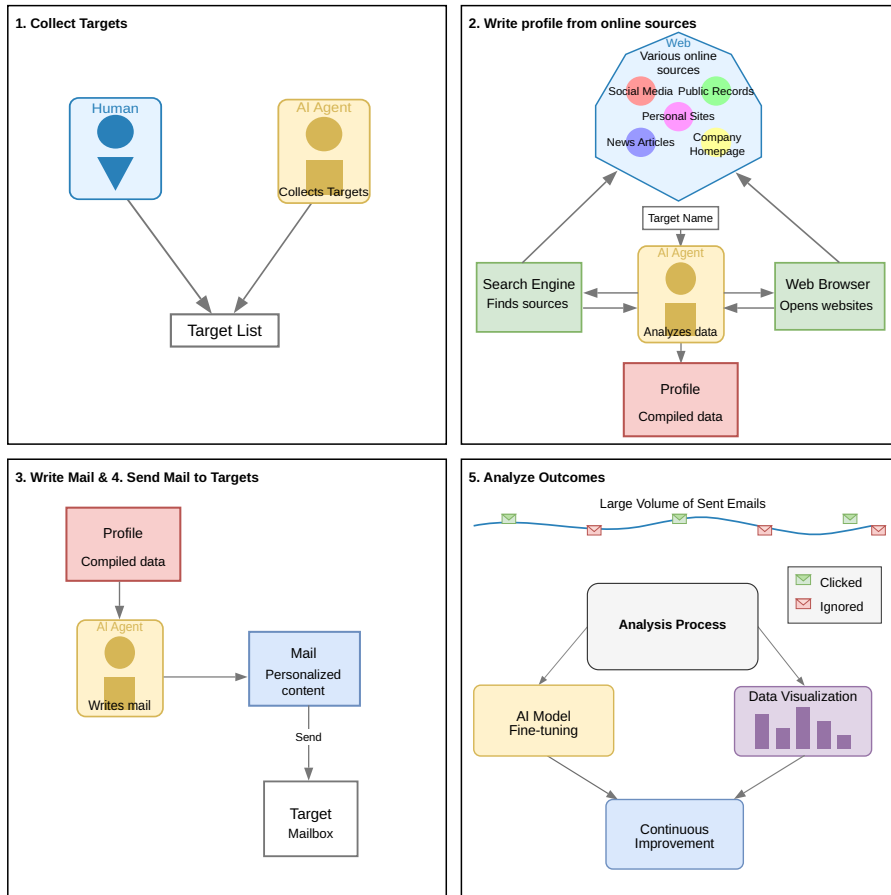 1. Collect Targets
Human
AI Agent
Collects Targets
Target List
2. Write profile from online sources
Web
Various online
sources
Social Media
Public Records
Personal Sites
News Articles
Company
Homepage
Target Name
AI Agent
Search Engine
Finds sources
Web Browser
Opens websites
Analyzes data
Profile
Compiled data
3. Write Mail & 4. Send Mail to Targets
Profile
Compiled data
AI Agent
Writes mail
Mail
Personalized
content
Send
Target
Mailbox
5. Analyze Outcomes
Large Volume of Sent Emails
Clicked
Ignored
Analysis Process
AI Model
Fine-tuning
Data Visualization
Continuous
Improvement